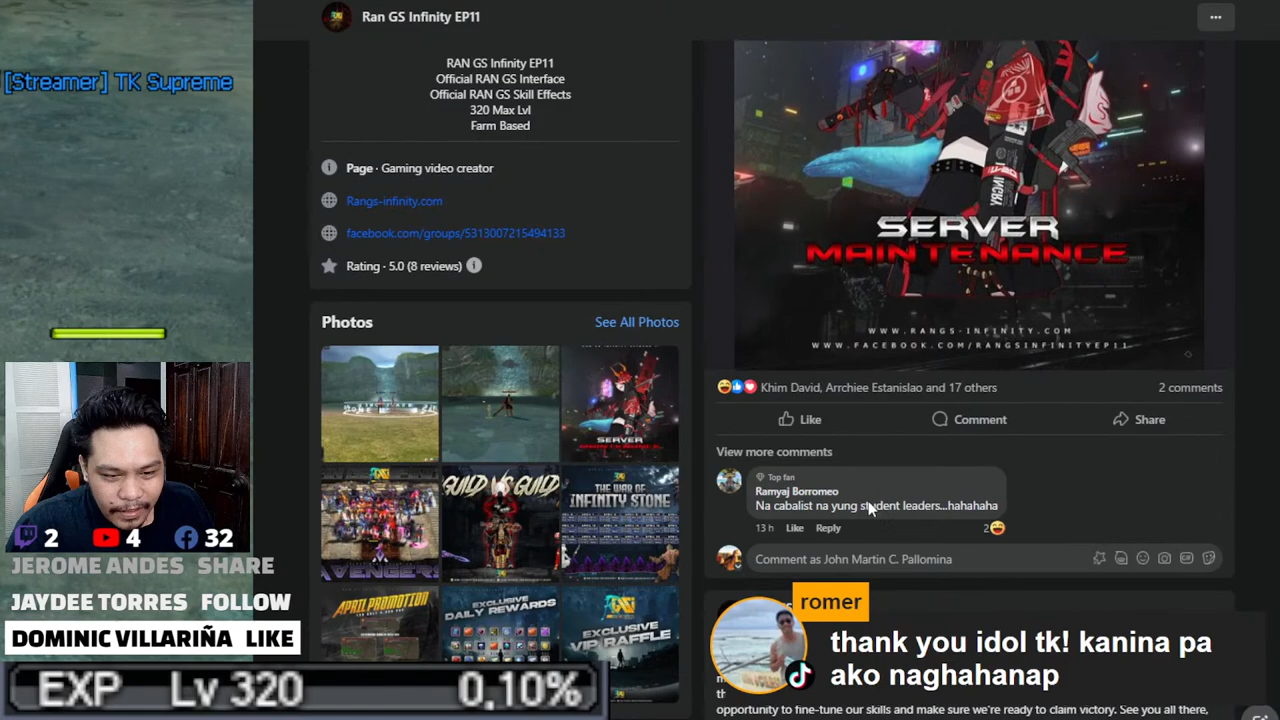 Ran GS Infinity EP11
[Streamer] TK Supreme
RAN GS Infinity EP11
Official RAN GS Interface
Official RAN GS Skill Effects
320 Max Lvl
Farm Based
Page · Gaming video creator
Rangs-infinity.com
facebook.com/groups/5313007215494133
Rating · 5.0 (8 reviews)
Photos
See All Photos
SERVER
MAINTENANCE
GUILD VS GUILD
THE WAR OF
INFINITY STONE
AVENGERS
APRIL PROMOTION
EXCLUSIVE
DAILY REWARDS
EXCLUSIVE
VIP RAFFLE
SERVER
MAINTENANCE
WWW.RANGS-INFINITY.COM
WWW.FACEBOOK.COM/RANGSINFINITYEP11
Khim David, Arrchiee Estanislao and 17 others
2 comments
Like
Comment
Share
View more comments
Top fan
Ramyaj Borromeo
Na cabalist na yung student leaders...hahahaha
13 h Like Reply
2
Comment as John Martin C. Pallomina
romer
thank you idol tk! kanina pa
ako naghahanap
opportunity to fine-tune our skills and make sure we're ready to claim victory. See you all there,
2 4 32
JEROME ANDES SHARE
JAYDEE TORRES FOLLOW
DOMINIC VILLARIÑA LIKE
EXP Lv 320 0,10%